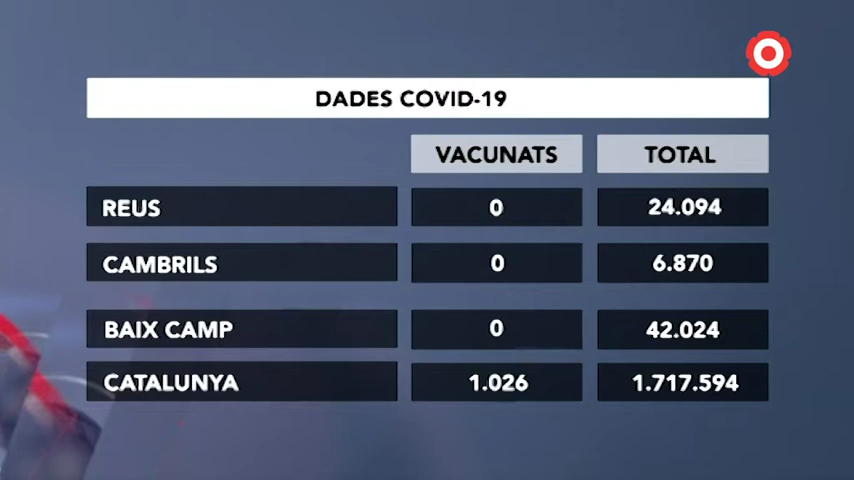 DADES COVID-19
VACUNATS TOTAL
REUS 0 24.094
CAMBRILS 0 6.870
BAIX CAMP 0 42.024
CATALUNYA 1.026 1.717.594